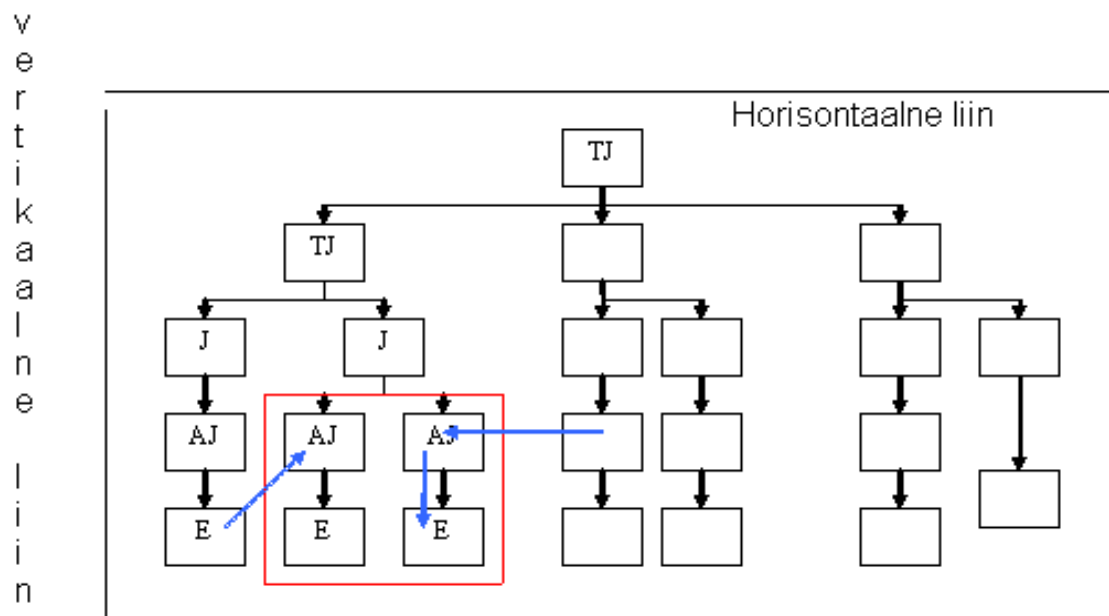 vertikaalne liin
Horisontaalne liin
TJ
TJ
J J
AJ AJ AJ
E E E